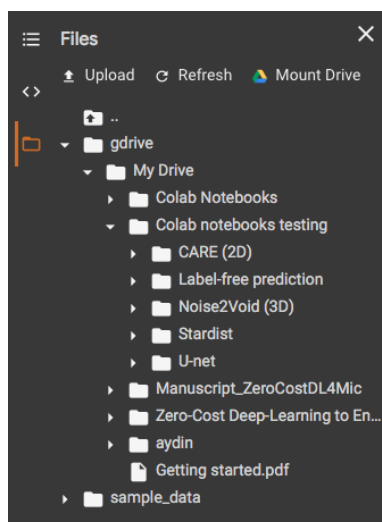 Files
Upload Refresh Mount Drive
..
gdrive
My Drive
Colab Notebooks
Colab notebooks testing
CARE (2D)
Label-free prediction
Noise2Void (3D)
Stardist
U-net
Manuscript_ZeroCostDL4Mic
Zero-Cost Deep-Learning to En...
aydin
Getting started.pdf
sample_data